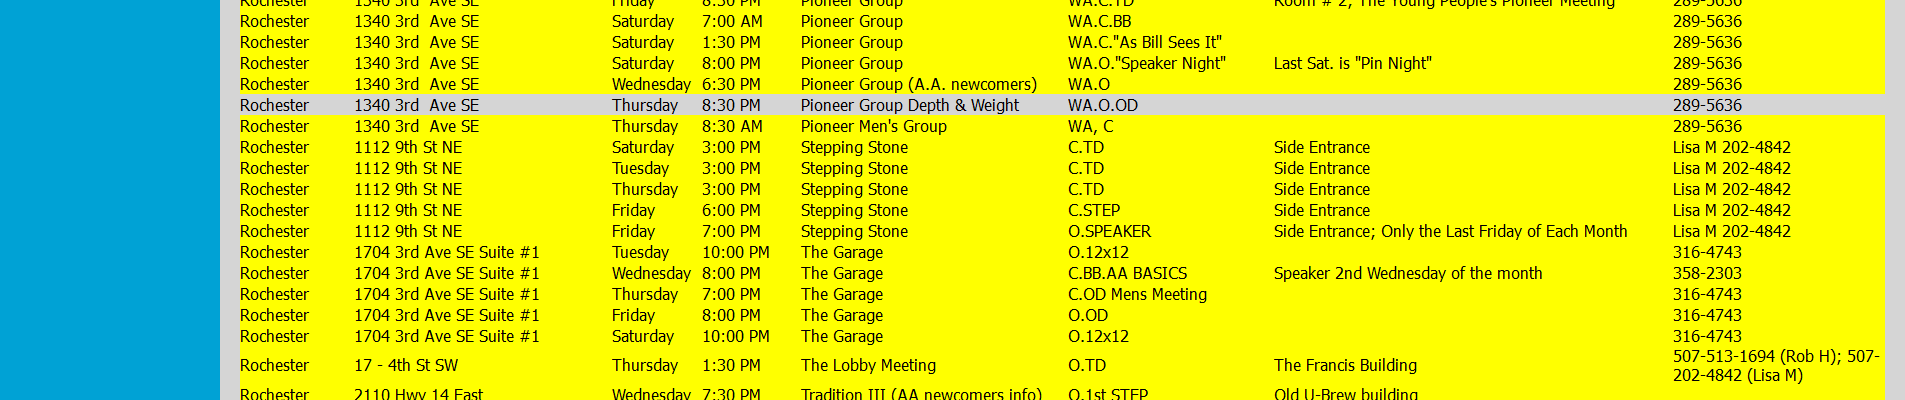 Rochester 1340 3rd Ave SE Friday 8:30 PM Pioneer Group WA.C.TD Room # 2, The Young People's Pioneer Meeting 289-5636
Rochester 1340 3rd Ave SE Saturday 7:00 AM Pioneer Group WA.C.BB 289-5636
Rochester 1340 3rd Ave SE Saturday 1:30 PM Pioneer Group WA.C."As Bill Sees It" 289-5636
Rochester 1340 3rd Ave SE Saturday 8:00 PM Pioneer Group WA.O."Speaker Night" Last Sat. is "Pin Night" 289-5636
Rochester 1340 3rd Ave SE Wednesday 6:30 PM Pioneer Group (A.A. newcomers) WA.O 289-5636
Rochester 1340 3rd Ave SE Thursday 8:30 PM Pioneer Group Depth & Weight WA.O.OD 289-5636
Rochester 1340 3rd Ave SE Thursday 8:30 AM Pioneer Men's Group WA, C 289-5636
Rochester 1112 9th St NE Saturday 3:00 PM Stepping Stone C.TD Side Entrance Lisa M 202-4842
Rochester 1112 9th St NE Tuesday 3:00 PM Stepping Stone C.TD Side Entrance Lisa M 202-4842
Rochester 1112 9th St NE Thursday 3:00 PM Stepping Stone C.TD Side Entrance Lisa M 202-4842
Rochester 1112 9th St NE Friday 6:00 PM Stepping Stone C.STEP Side Entrance Lisa M 202-4842
Rochester 1112 9th St NE Friday 7:00 PM Stepping Stone O.SPEAKER Side Entrance; Only the Last Friday of Each Month Lisa M 202-4842
Rochester 1704 3rd Ave SE Suite #1 Tuesday 10:00 PM The Garage O.12x12 316-4743
Rochester 1704 3rd Ave SE Suite #1 Wednesday 8:00 PM The Garage C.BB.AA BASICS Speaker 2nd Wednesday of the month 358-2303
Rochester 1704 3rd Ave SE Suite #1 Thursday 7:00 PM The Garage C.OD Mens Meeting 316-4743
Rochester 1704 3rd Ave SE Suite #1 Friday 8:00 PM The Garage O.OD 316-4743
Rochester 1704 3rd Ave SE Suite #1 Saturday 10:00 PM The Garage O.12x12 316-4743
Rochester 17 - 4th St SW Thursday 1:30 PM The Lobby Meeting O.TD The Francis Building 507-513-1694 (Rob H); 507-
202-4842 (Lisa M)
Rochester 2110 Hwy 14 East Wednesday 7:30 PM Tradition III (AA newcomers info) O.1st STEP Old U-Brew building